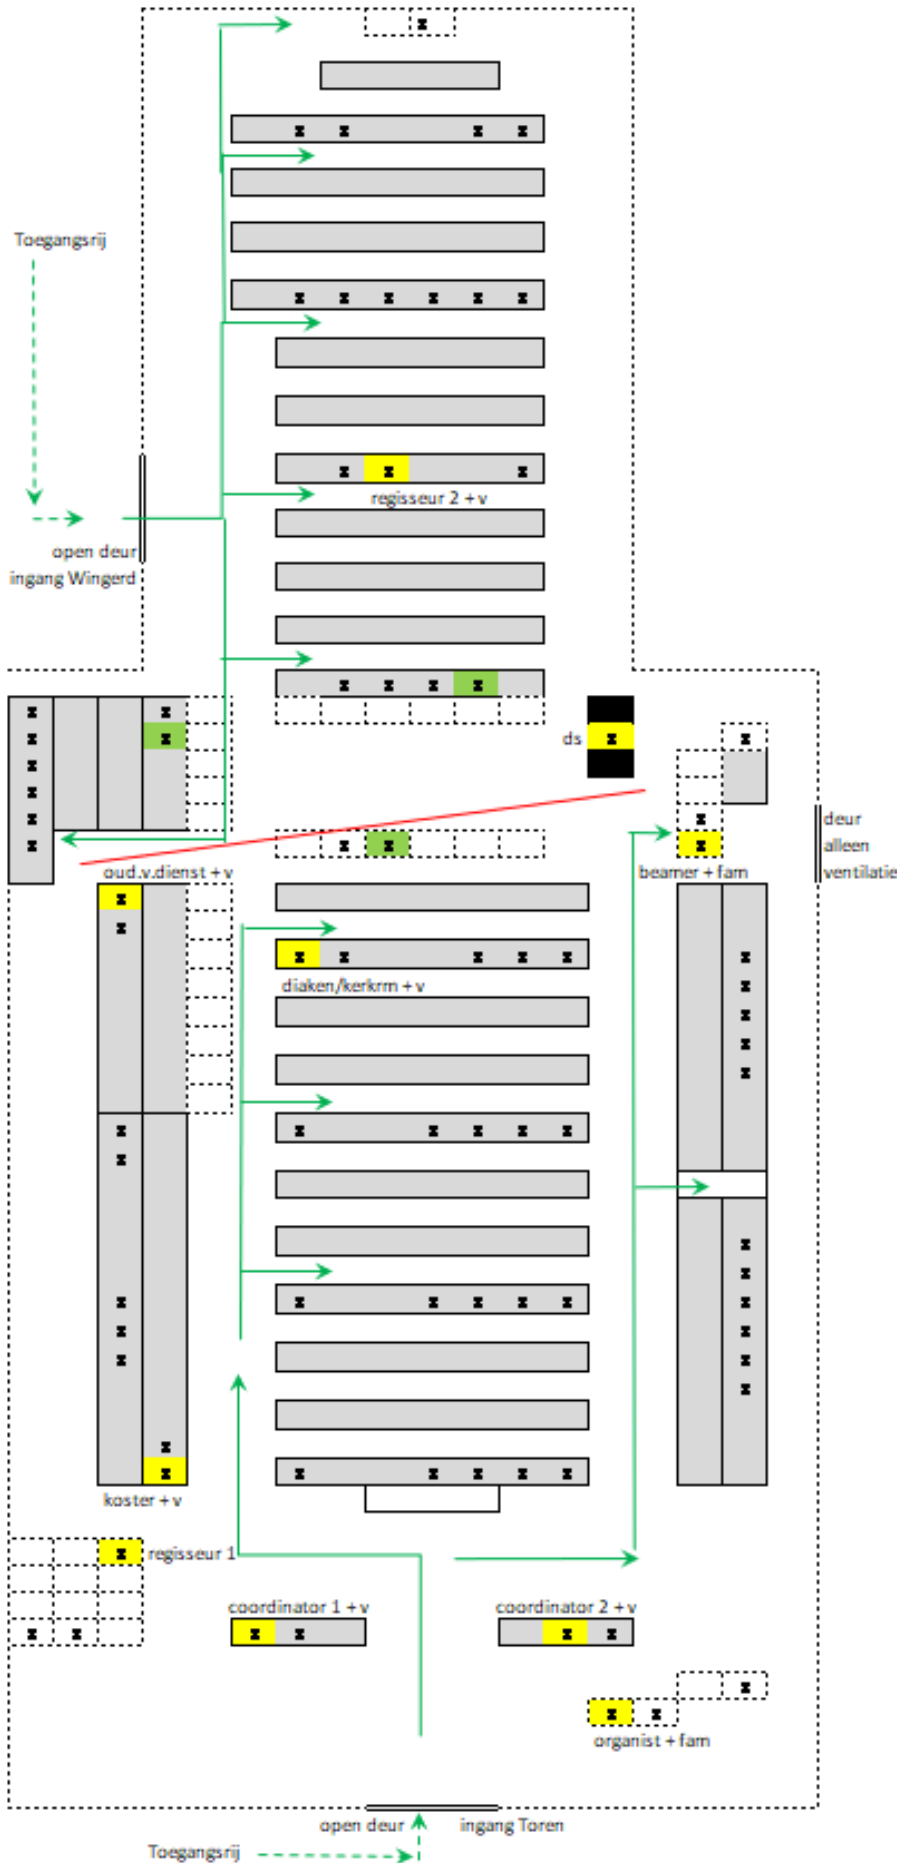 Toegangsrij
regisseur 2 + v
open deur
ingang Wingerd
ds
deur
alleen
ventilatie
oud.v.dienst + v
beamer + fam
diaken/kerkrm + v
koster + v
regisseur 1
coordinator 1 + v
coordinator 2 + v
organist + fam
open deur
ingang Toren
Toegangsrij